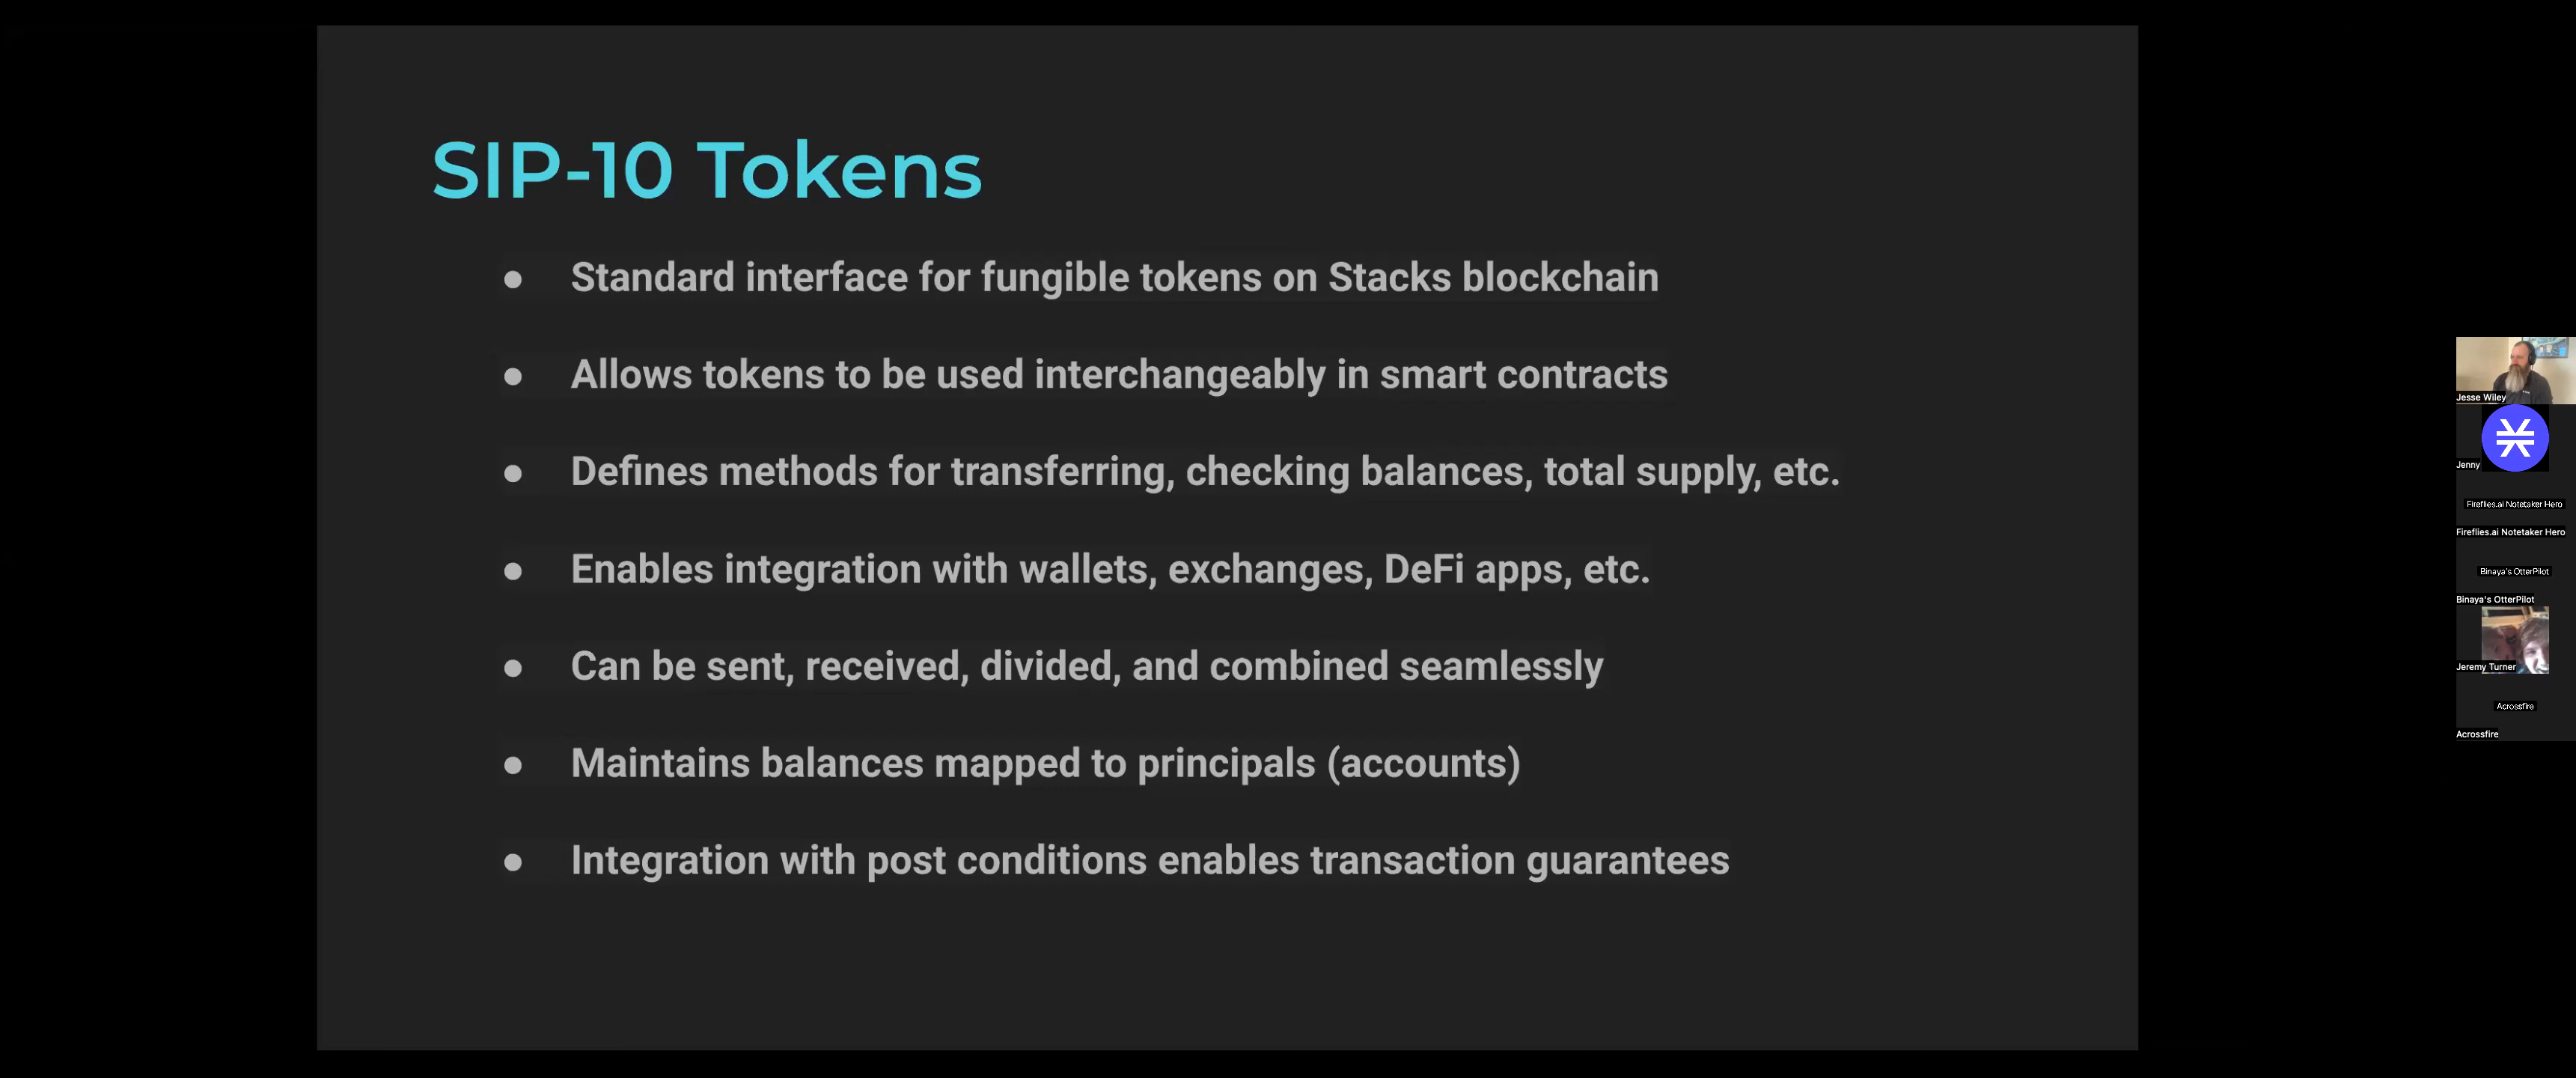 SIP-10 Tokens
● Standard interface for fungible tokens on Stacks blockchain
● Allows tokens to be used interchangeably in smart contracts
● Defines methods for transferring, checking balances, total supply, etc.
● Enables integration with wallets, exchanges, DeFi apps, etc.
● Can be sent, received, divided, and combined seamlessly
● Maintains balances mapped to principals (accounts)
● Integration with post conditions enables transaction guarantees
Jesse Wiley
Jenny
Fireflies.ai Notetaker Hero
Fireflies.ai Notetaker Hero
Binaya's OtterPilot
Binaya's OtterPilot
Jeremy Turner
Acrossfire
Acrossfire